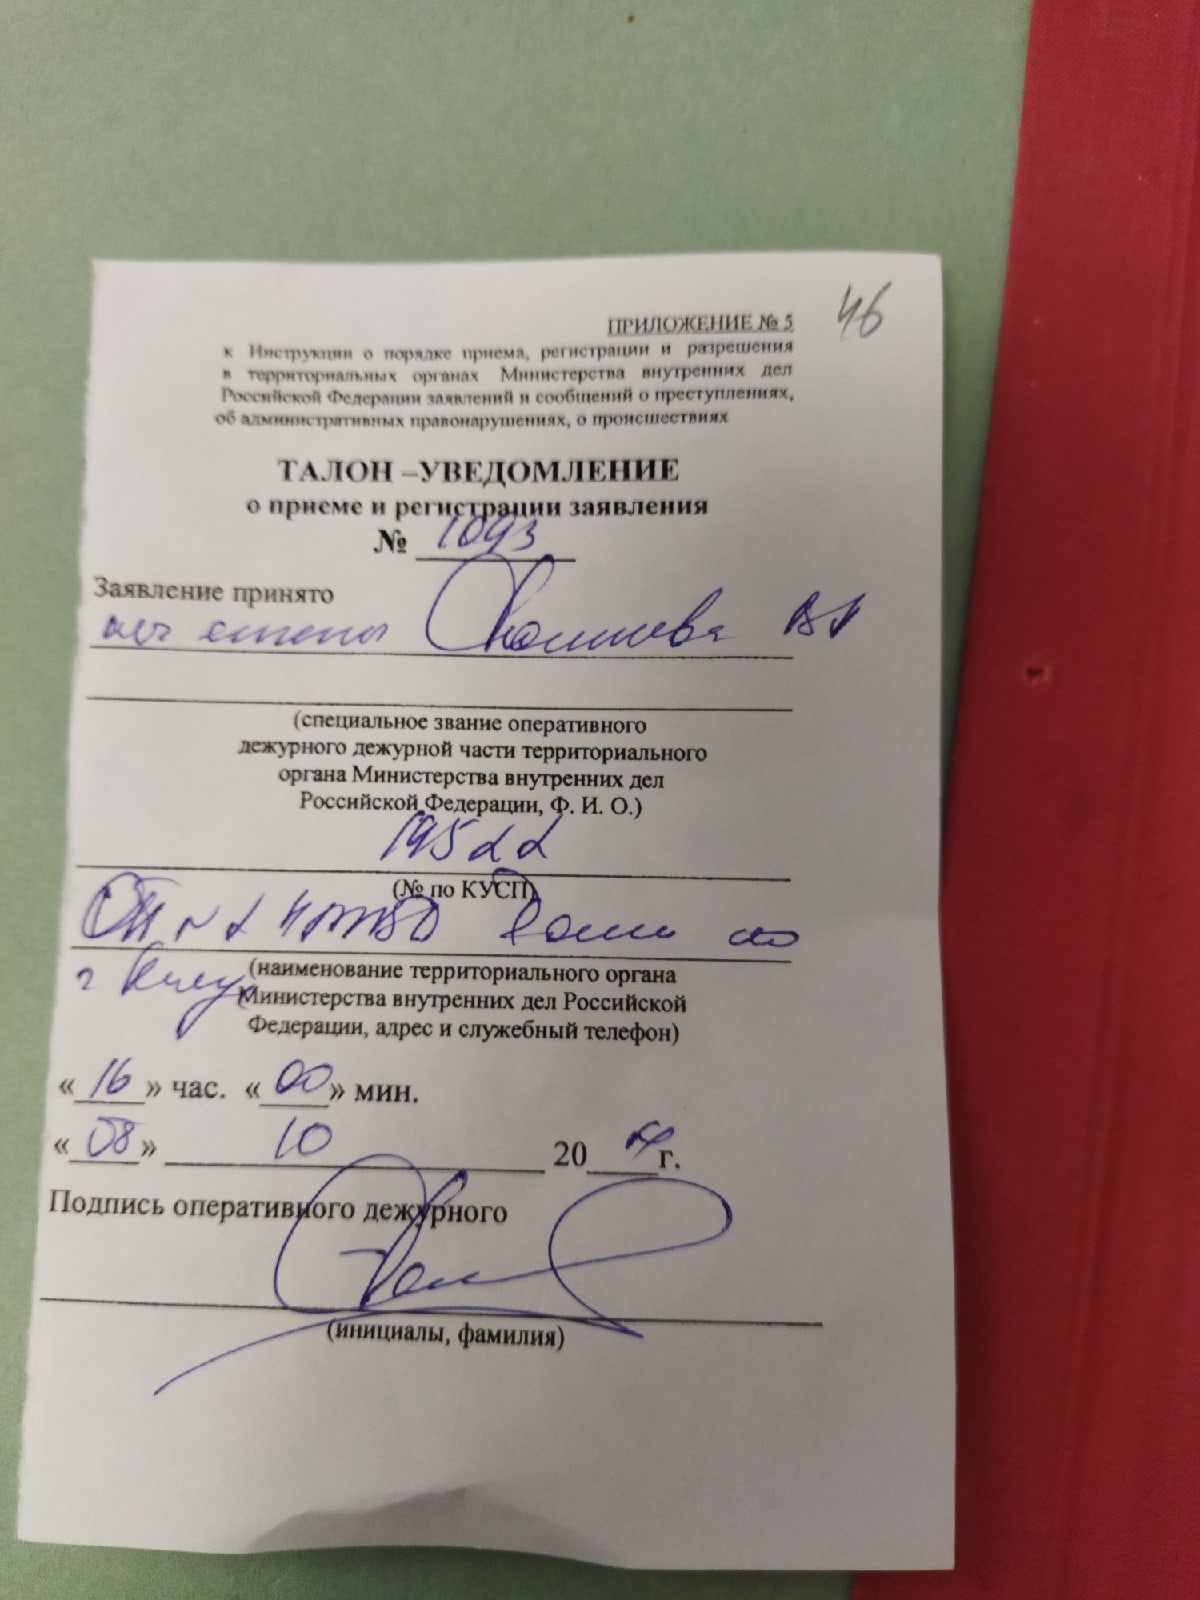 46
ПРИЛОЖЕНИЕ № 5
к Инструкции о порядке приема, регистрации и разрешения
в территориальных органах Министерства внутренних дел
Российской Федерации заявлений и сообщений о преступлениях,
об административных правонарушениях, о происшествиях
ТАЛОН –УВЕДОМЛЕНИЕ
о приеме и регистрации заявления
№ 1093
Заявление принято
(специальное звание оперативного
дежурного дежурной части территориального
органа Министерства внутренних дел
Российской Федерации, Ф. И. О.)
(№ по КУСП)
(наименование территориального органа
Министерства внутренних дел Российской
Федерации, адрес и служебный телефон)
« 16 » час. « 00 » мин.
« 08 » 10 20 г.
Подпись оперативного дежурного
(инициалы, фамилия)